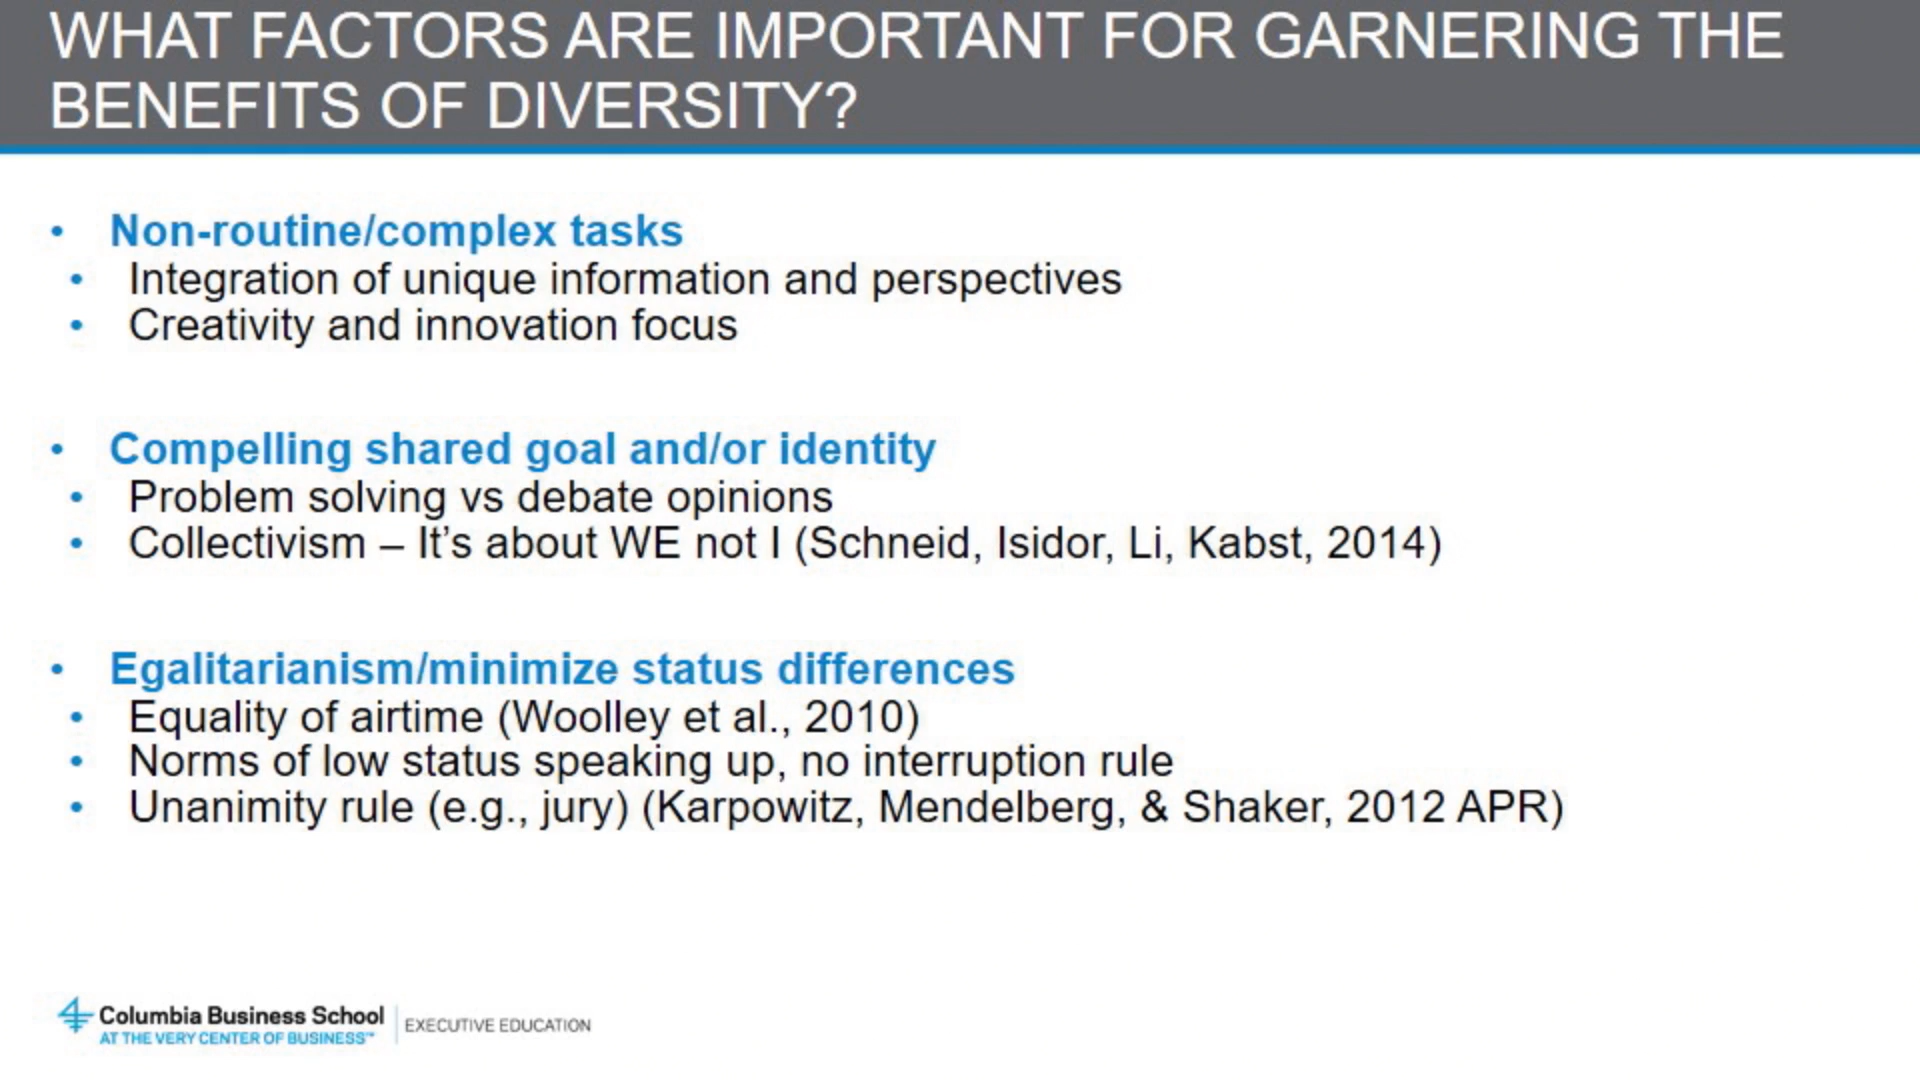 WHAT FACTORS ARE IMPORTANT FOR GARNERING THE
BENEFITS OF DIVERSITY?
• Non-routine/complex tasks
• Integration of unique information and perspectives
• Creativity and innovation focus
• Compelling shared goal and/or identity
• Problem solving vs debate opinions
• Collectivism – It’s about WE not I (Schneid, Isidor, Li, Kabst, 2014)
• Egalitarianism/minimize status differences
• Equality of airtime (Woolley et al., 2010)
• Norms of low status speaking up, no interruption rule
• Unanimity rule (e.g., jury) (Karpowitz, Mendelberg, & Shaker, 2012 APR)
Columbia Business School
AT THE VERY CENTER OF BUSINESS™
EXECUTIVE EDUCATION